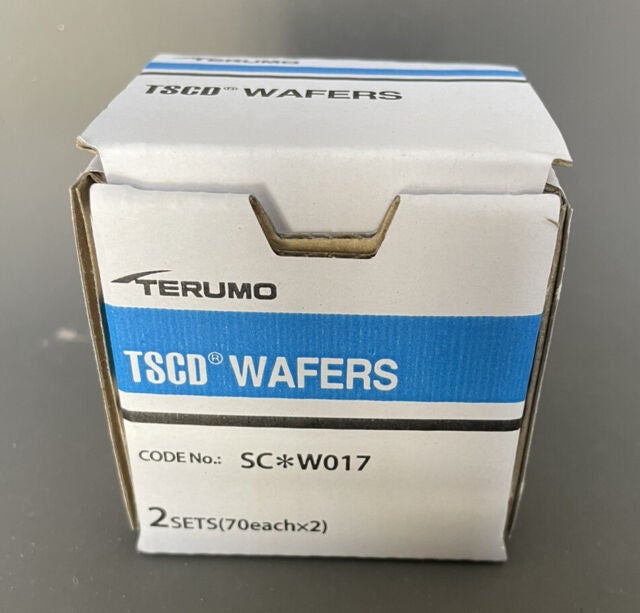 TERUMO
TSCD® WAFERS
TERUMO
TSCD® WAFERS
CODE No.: SC*W017
2 SETS(70each×2)